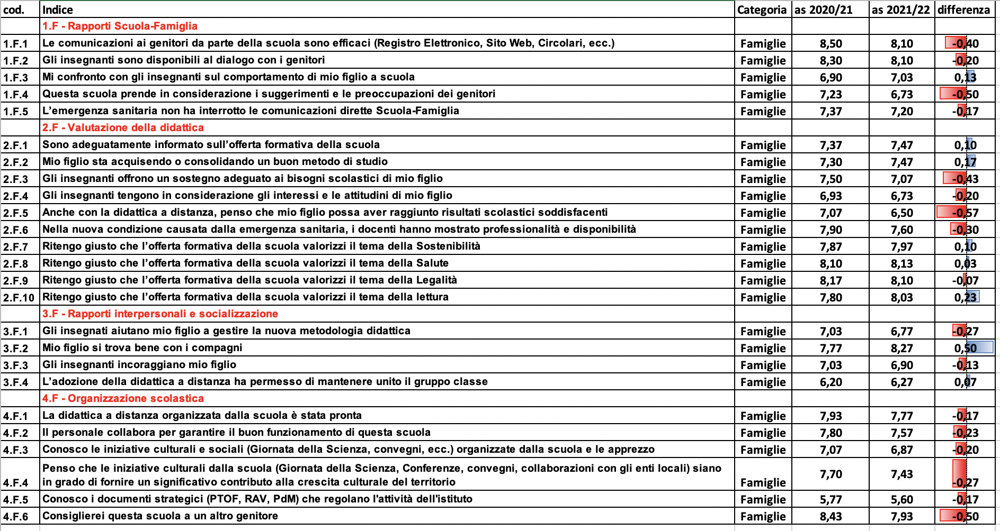 cod. Indice Categoria as 2020/21 as 2021/22 differenza
1.F - Rapporti Scuola-Famiglia
1.F.1 Le comunicazioni ai genitori da parte della scuola sono efficaci (Registro Elettronico, Sito Web, Circolari, ecc.) Famiglie 8,50 8,10 -0,40
1.F.2 Gli insegnanti sono disponibili al dialogo con i genitori Famiglie 8,30 8,10 -0,20
1.F.3 Mi confronto con gli insegnanti sul comportamento di mio figlio a scuola Famiglie 6,90 7,03 0,13
1.F.4 Questa scuola prende in considerazione i suggerimenti e le preoccupazioni dei genitori Famiglie 7,23 6,73 -0,50
1.F.5 L’emergenza sanitaria non ha interrotto le comunicazioni dirette Scuola-Famiglia Famiglie 7,37 7,20 -0,17
2.F - Valutazione della didattica
2.F.1 Sono adeguatamente informato sull’offerta formativa della scuola Famiglie 7,37 7,47 0,10
2.F.2 Mio figlio sta acquisendo o consolidando un buon metodo di studio Famiglie 7,30 7,47 0,17
2.F.3 Gli insegnanti offrono un sostegno adeguato ai bisogni scolastici di mio figlio Famiglie 7,50 7,07 -0,43
2.F.4 Gli insegnanti tengono in considerazione gli interessi e le attitudini di mio figlio Famiglie 6,93 6,73 -0,20
2.F.5 Anche con la didattica a distanza, penso che mio figlio possa aver raggiunto risultati scolastici soddisfacenti Famiglie 7,07 6,50 -0,57
2.F.6 Nella nuova condizione causata dalla emergenza sanitaria, i docenti hanno mostrato professionalità e disponibilità Famiglie 7,90 7,60 -0,30
2.F.7 Ritengo giusto che l’offerta formativa della scuola valorizzi il tema della Sostenibilità Famiglie 7,87 7,97 0,10
2.F.8 Ritengo giusto che l’offerta formativa della scuola valorizzi il tema della Salute Famiglie 8,10 8,13 0,03
2.F.9 Ritengo giusto che l’offerta formativa della scuola valorizzi il tema della Legalità Famiglie 8,17 8,10 -0,07
2.F.10 Ritengo giusto che l’offerta formativa della scuola valorizzi il tema della lettura Famiglie 7,80 8,03 0,23
3.F - Rapporti interpersonali e socializzazione
3.F.1 Gli insegnati aiutano mio figlio a gestire la nuova metodologia didattica Famiglie 7,03 6,77 -0,27
3.F.2 Mio figlio si trova bene con i compagni Famiglie 7,77 8,27 0,50
3.F.3 Gli insegnanti incoraggiano mio figlio Famiglie 7,03 6,90 -0,13
3.F.4 L’adozione della didattica a distanza ha permesso di mantenere unito il gruppo classe Famiglie 6,20 6,27 0,07
4.F - Organizzazione scolastica
4.F.1 La didattica a distanza organizzata dalla scuola è stata pronta Famiglie 7,93 7,77 -0,17
4.F.2 Il personale collabora per garantire il buon funzionamento di questa scuola Famiglie 7,80 7,57 -0,23
4.F.3 Conosco le iniziative culturali e sociali (Giornata della Scienza, convegni, ecc.) organizzate dalla scuola e le apprezzo Famiglie 7,07 6,87 -0,20
Penso che le iniziative culturali dalla scuola (Giornata della Scienza, Conferenze, convegni, collaborazioni con gli enti locali) siano
4.F.4 in grado di fornire un significativo contributo alla crescita culturale del territorio Famiglie 7,70 7,43 -0,27
4.F.5 Conosco i documenti strategici (PTOF, RAV, PdM) che regolano l'attività dell'istituto Famiglie 5,77 5,60 -0,17
4.F.6 Consiglierei questa scuola a un altro genitore Famiglie 8,43 7,93 -0,50